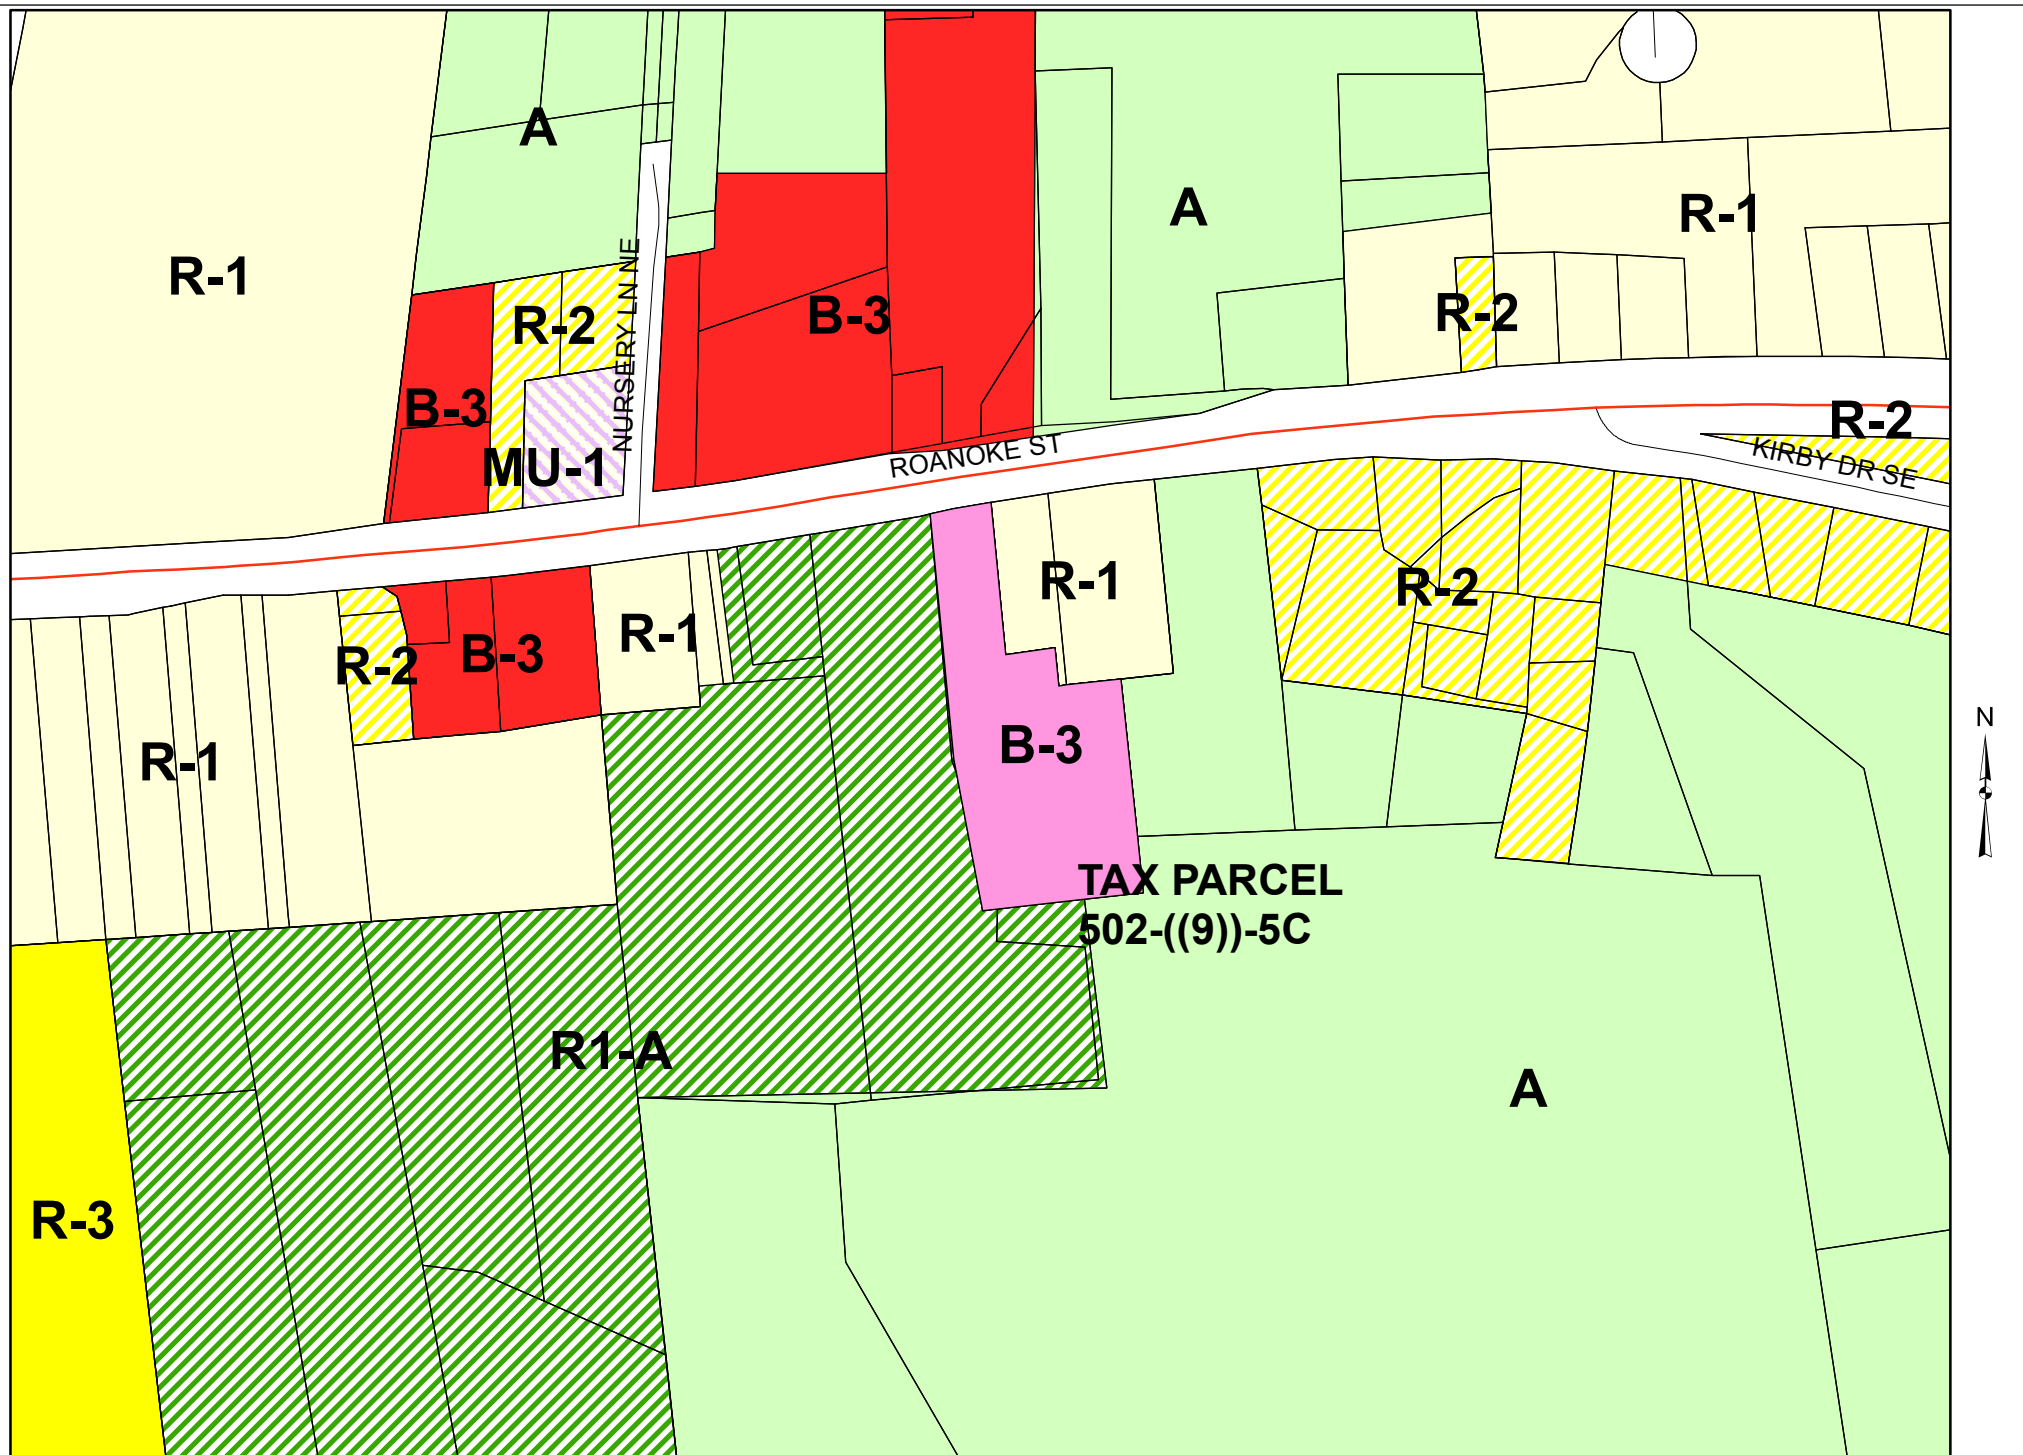 A
A
R-1
R-1
NURSERY LN NE
R-2
B-3
R-2
B-3
R-2
MU-1
ROANOKE ST
KIRBY DR SE
R-1
R-2
R-1
B-3
R-2
R-1
B-3
N
TAX PARCEL
502-((9))-5C
R1-A
A
R-3